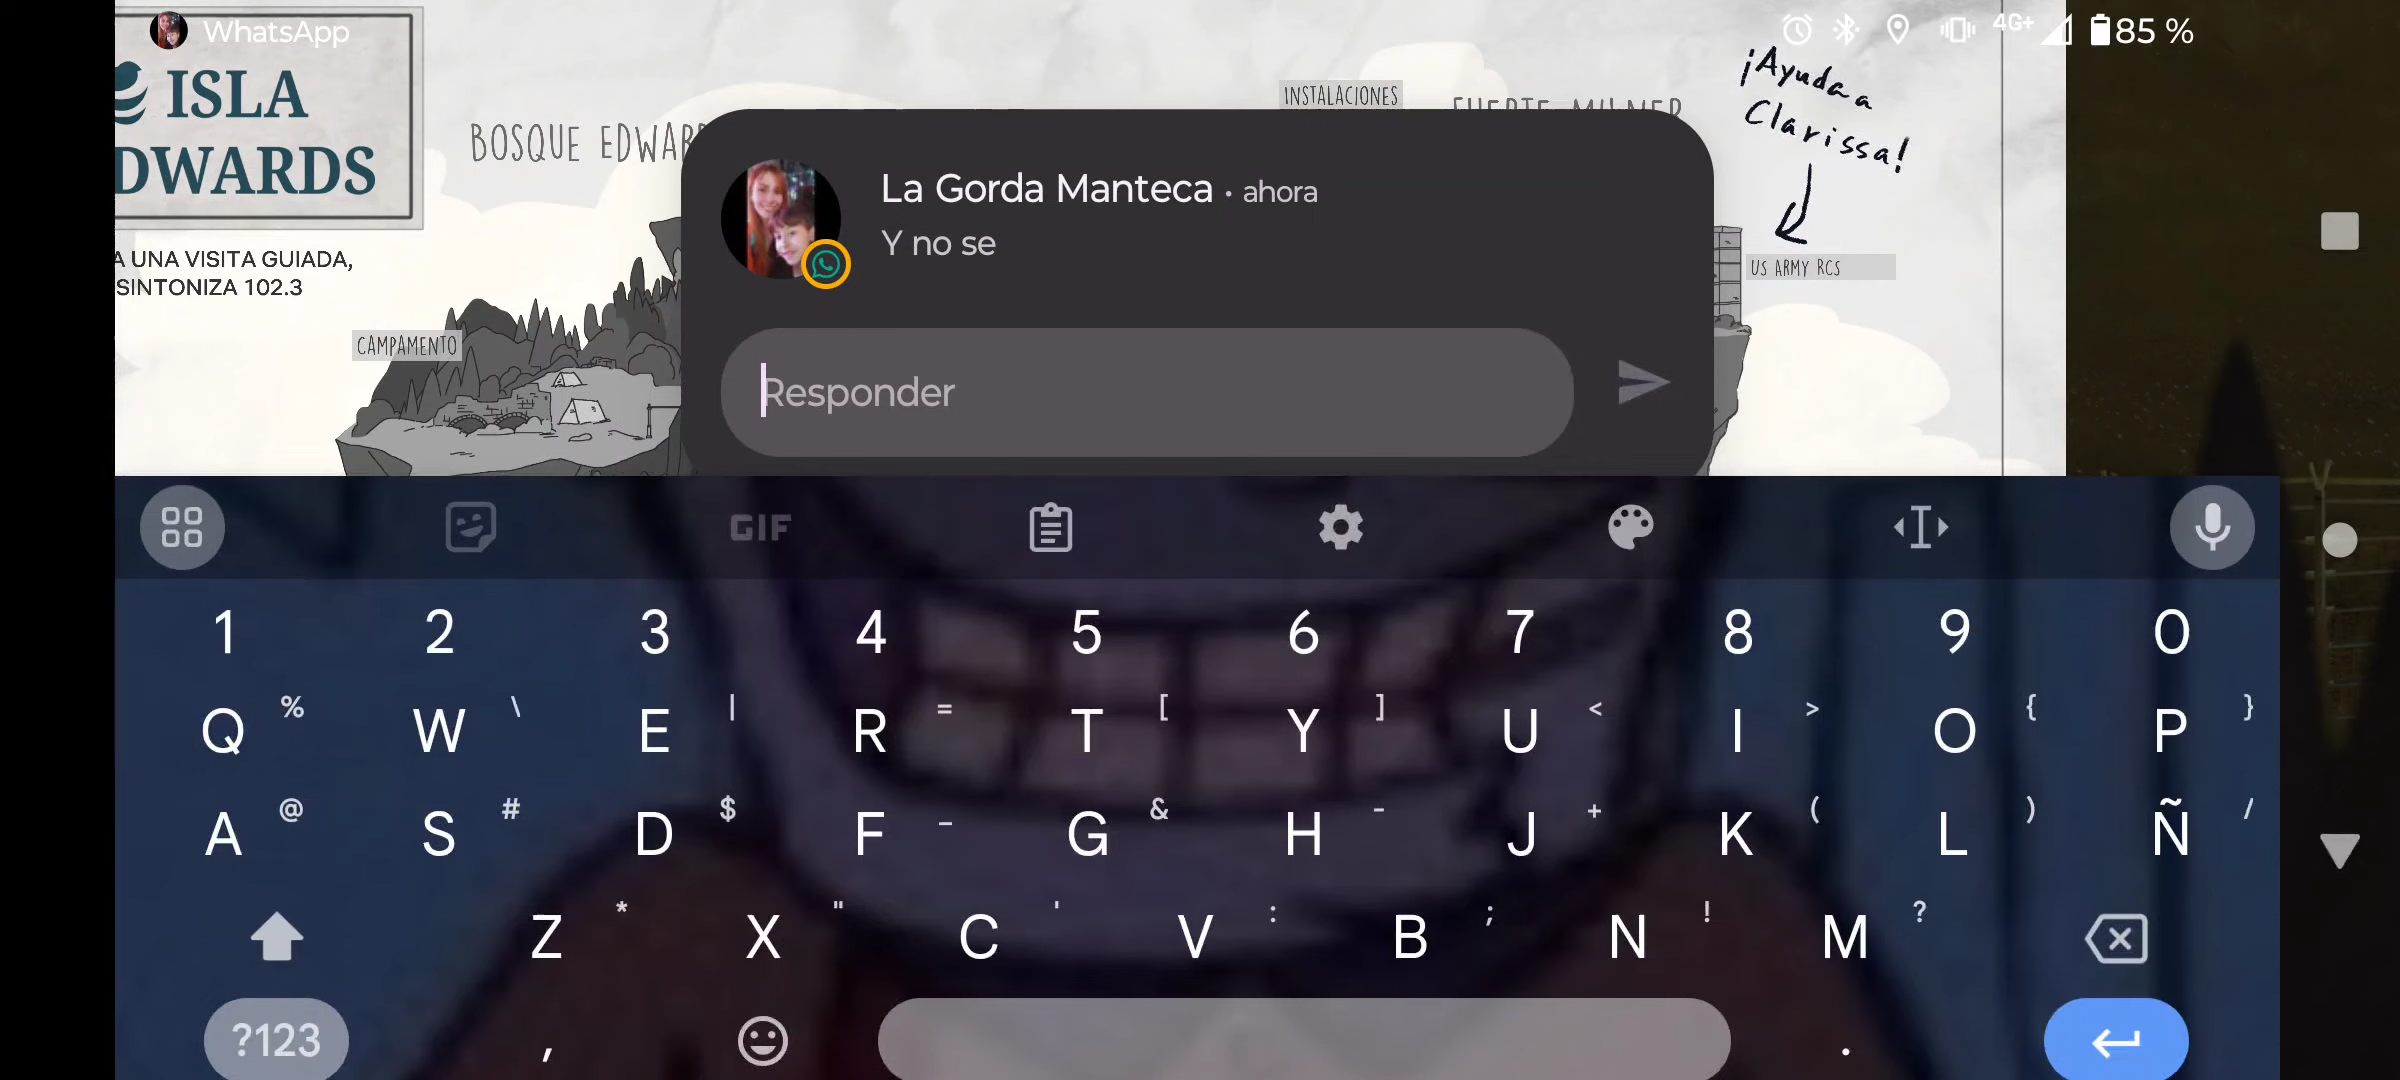 WhatsApp
4G+
85 %
ISLA
DWARDS
A UNA VISITA GUIADA,
SINTONIZA 102.3
BOSQUE EDWAR
CAMPAMENTO
INSTALACIONES
FUERTE MILNER
¡Ayuda a
Clarissa!
US ARMY RCS
La Gorda Manteca · ahora
Y no se
Responder
GIF
1 2 3 4 5 6 7 8 9 0
Q % W \ E | R = T [ Y ] U < I > O { P }
A @ S # D $ F _ G & H - J + K ( L ) Ñ /
Z * X " C ' V : B ; N ! M ?
?123 , .